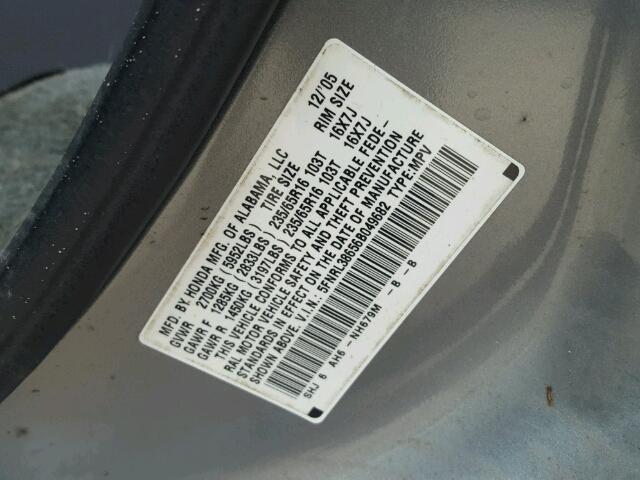 MFD. BY. HONDA MFG. OF ALABAMA, LLC 12/'05
GVWR 2700KG (5952LBS) TIRE SIZE RIM SIZE
GAWR F 1285KG (2833LBS) 235/65R16 103T 16X7J
GAWR R 1450KG (3197LBS) 235/65R16 103T 16X7J
THIS VEHICLE CONFORMS TO ALL APPLICABLE FEDE-
RAL MOTOR VEHICLE SAFETY AND THEFT PREVENTION
STANDARDS IN EFFECT ON THE DATE OF MANUFACTURE
SHOWN ABOVE. V.I.N.: 5FNRL38656B049682 TYPE:MPV
SHJ 6 AH6 - NH679M - B - B